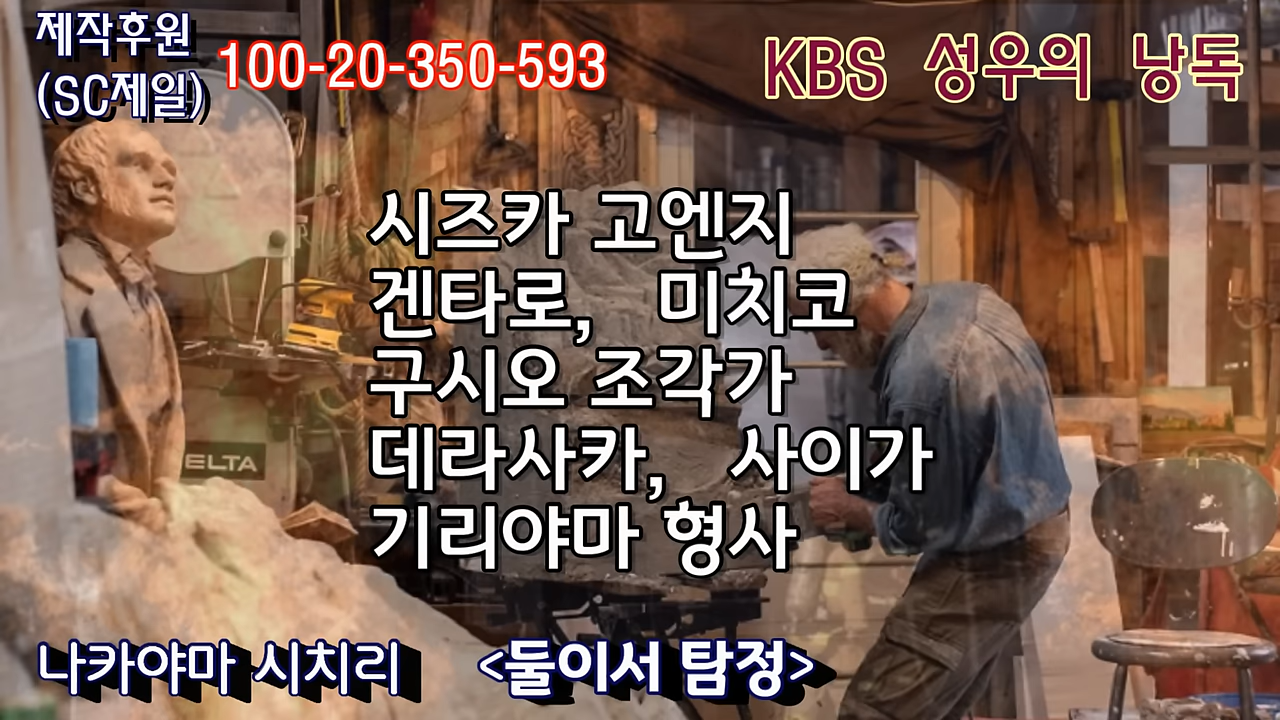 제작후원
(SC제일)
100-20-350-593
KBS 성우의 낭독
시즈카 고엔지
겐타로, 미치코
구시오 조각가
데라사카, 사이가
기리야마 형사
ELTA
나카야마 시치리 <둘이서 탐정>